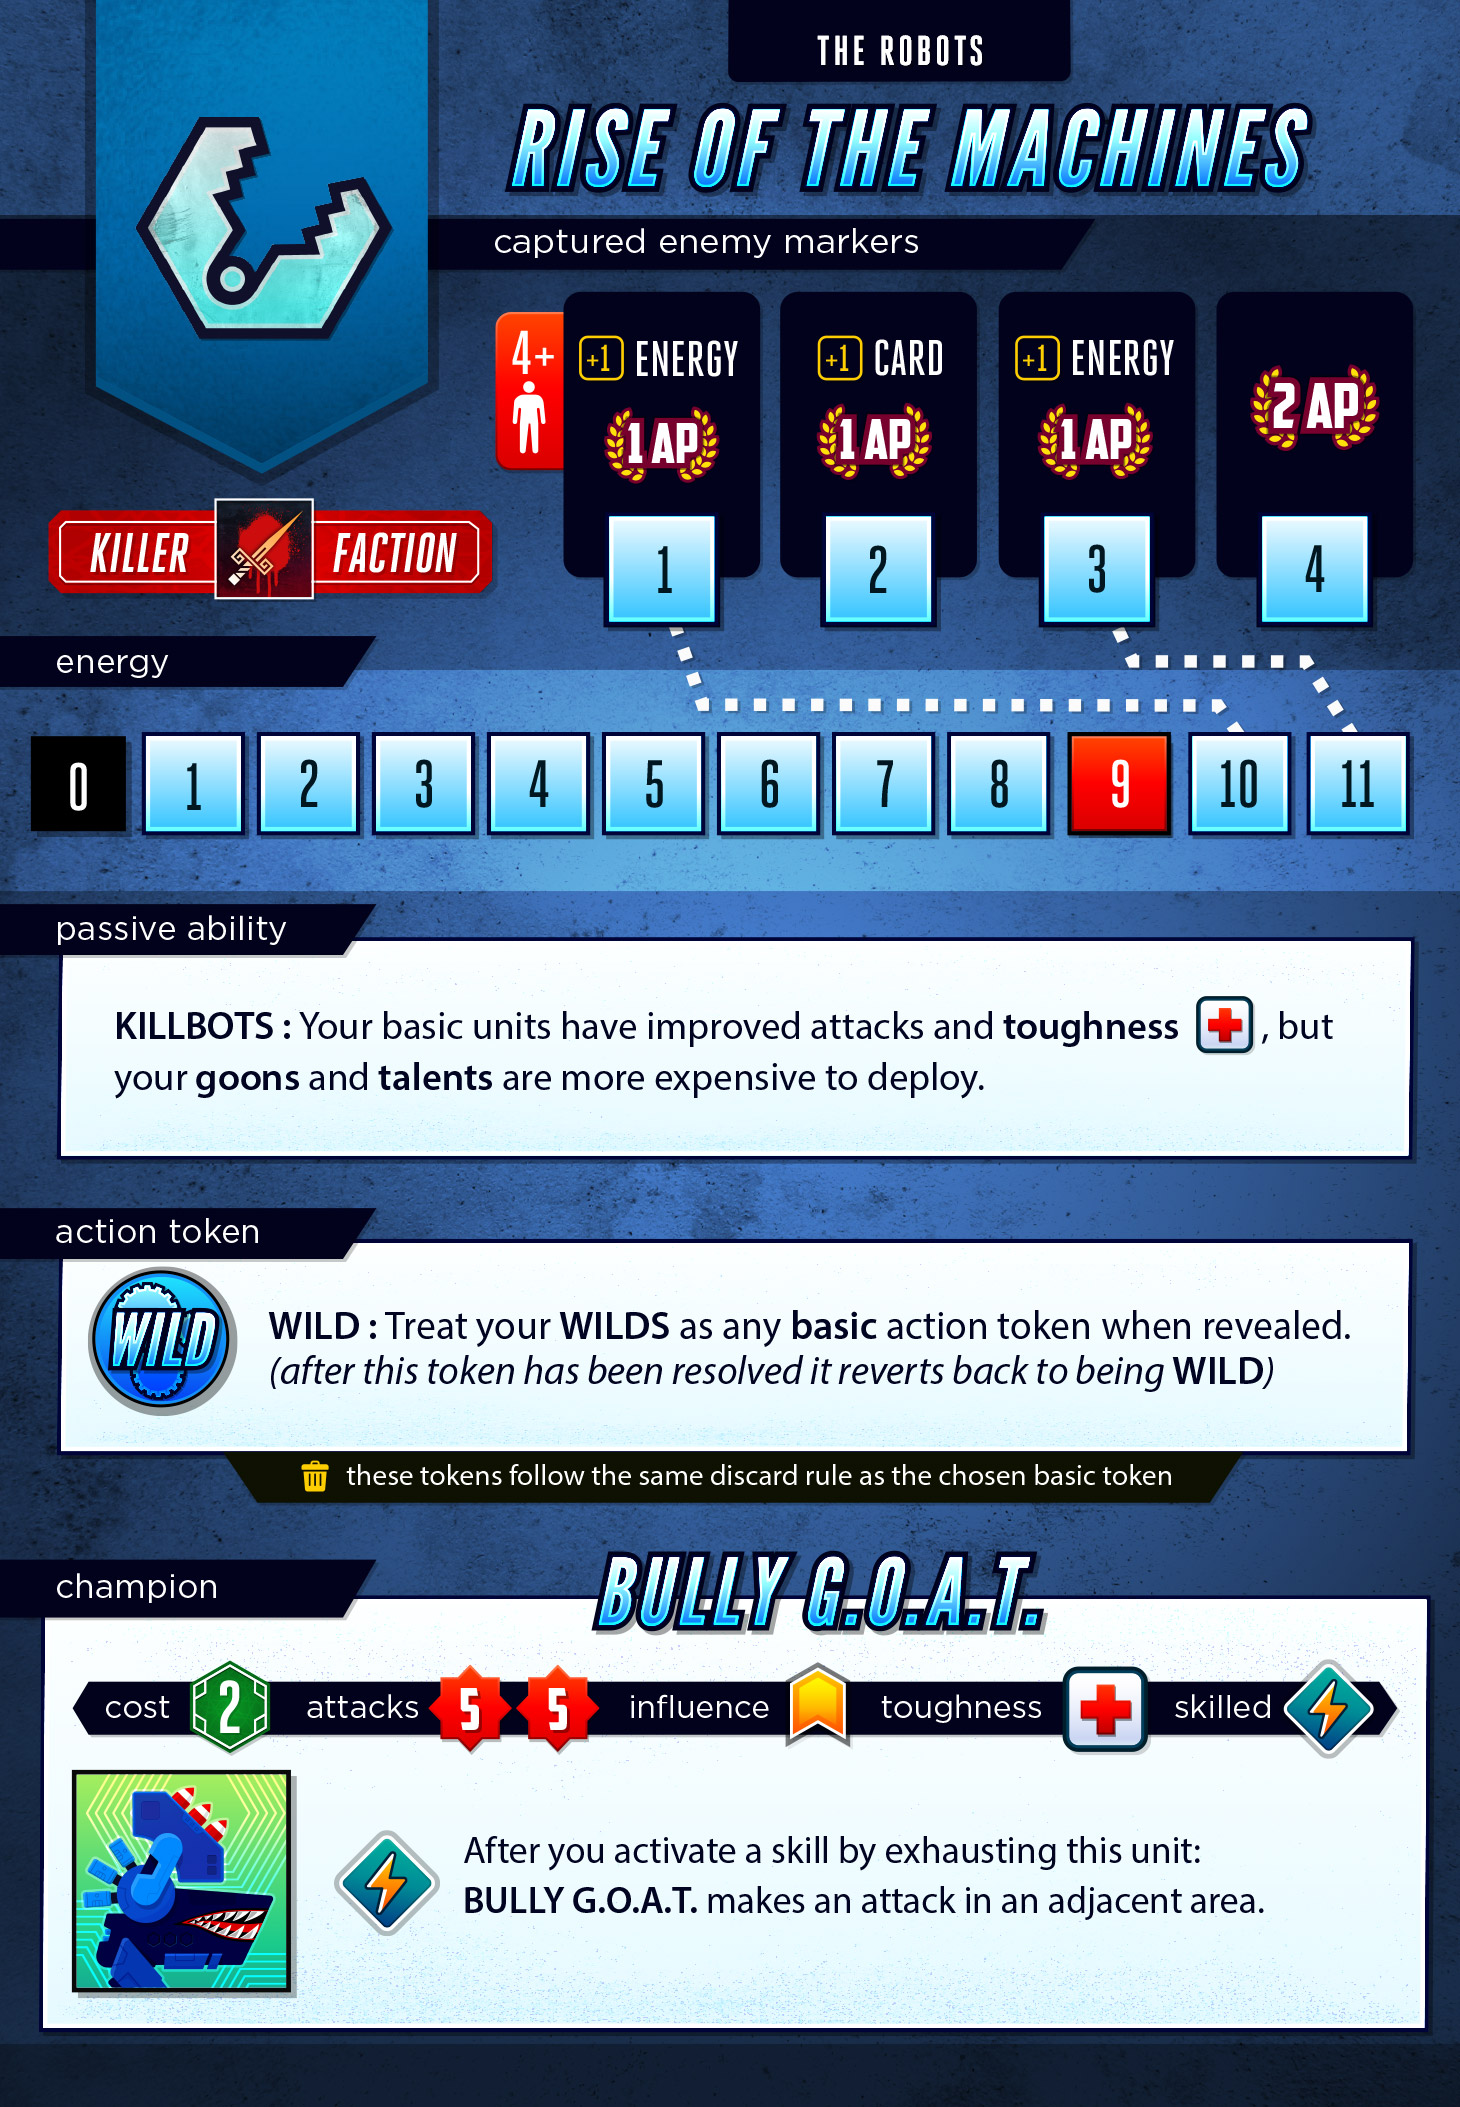 THE ROBOTS
RISE OF THE MACHINES
captured enemy markers
4+
+1 ENERGY
1 AP
1
+1 CARD
1 AP
2
+1 ENERGY
1 AP
3
2 AP
4
KILLER FACTION
energy
0 1 2 3 4 5 6 7 8 9 10 11
passive ability
KILLBOTS : Your basic units have improved attacks and toughness , but
your goons and talents are more expensive to deploy.
action token
WILD
WILD : Treat your WILDS as any basic action token when revealed.
(after this token has been resolved it reverts back to being WILD)
these tokens follow the same discard rule as the chosen basic token
champion
BULLY G.O.A.T.
cost 2 attacks 5 5 influence toughness skilled
After you activate a skill by exhausting this unit:
BULLY G.O.A.T. makes an attack in an adjacent area.